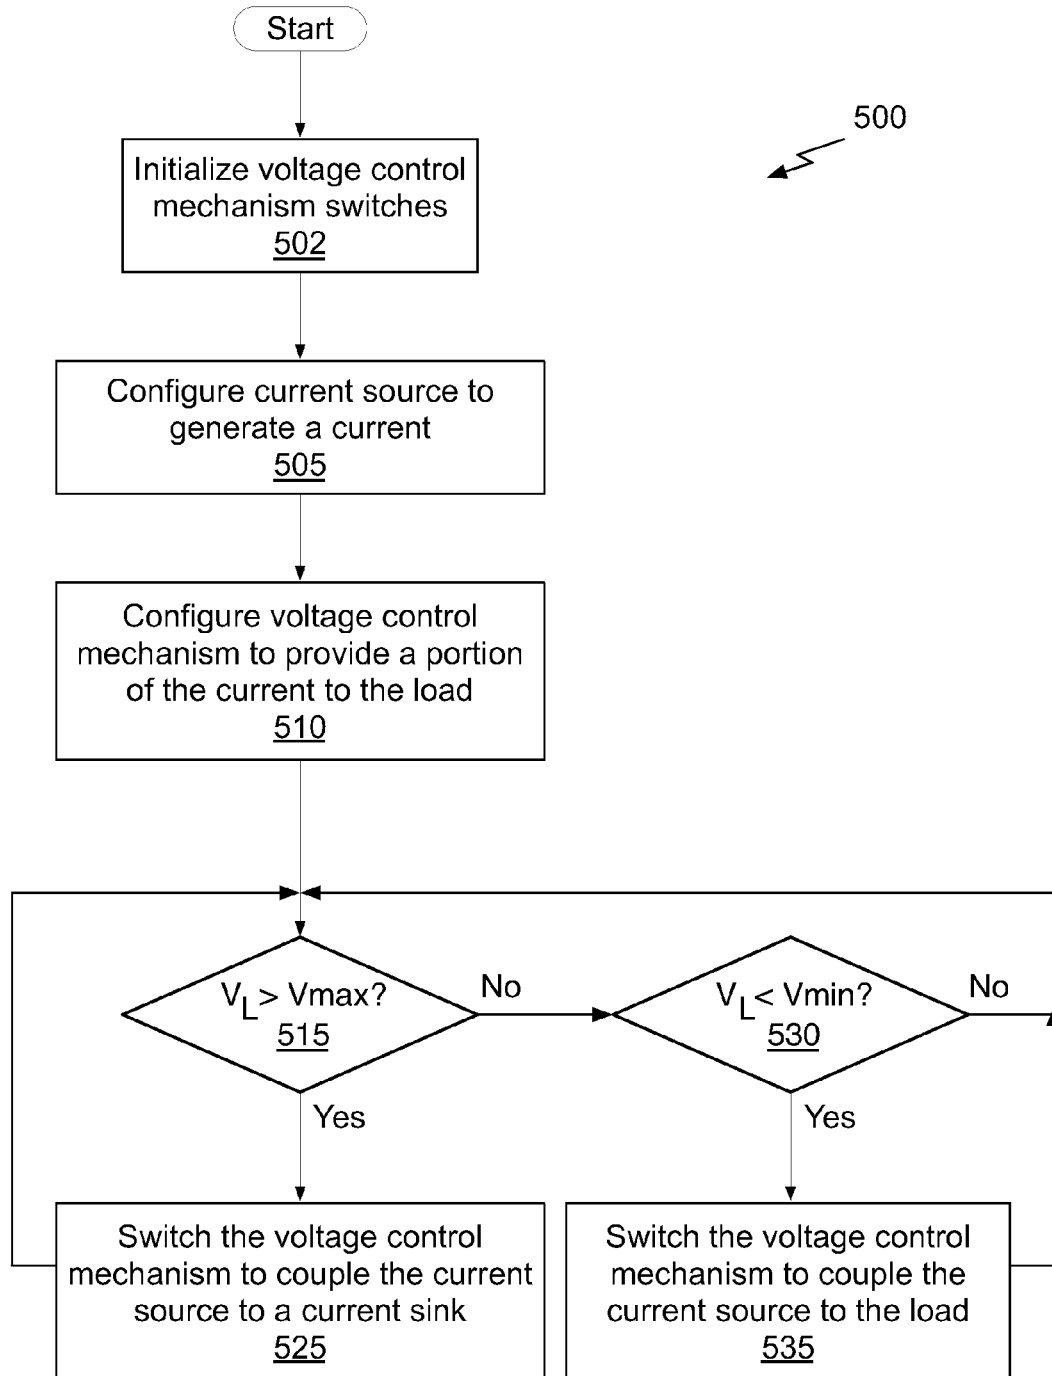 Start
500
Initialize voltage control
mechanism switches
502
Configure current source to
generate a current
505
Configure voltage control
mechanism to provide a portion
of the current to the load
510
V_L > Vmax?
515
No
Yes
V_L < Vmin?
530
No
Yes
Switch the voltage control
mechanism to couple the current
source to a current sink
525
Switch the voltage control
mechanism to couple the
current source to the load
535